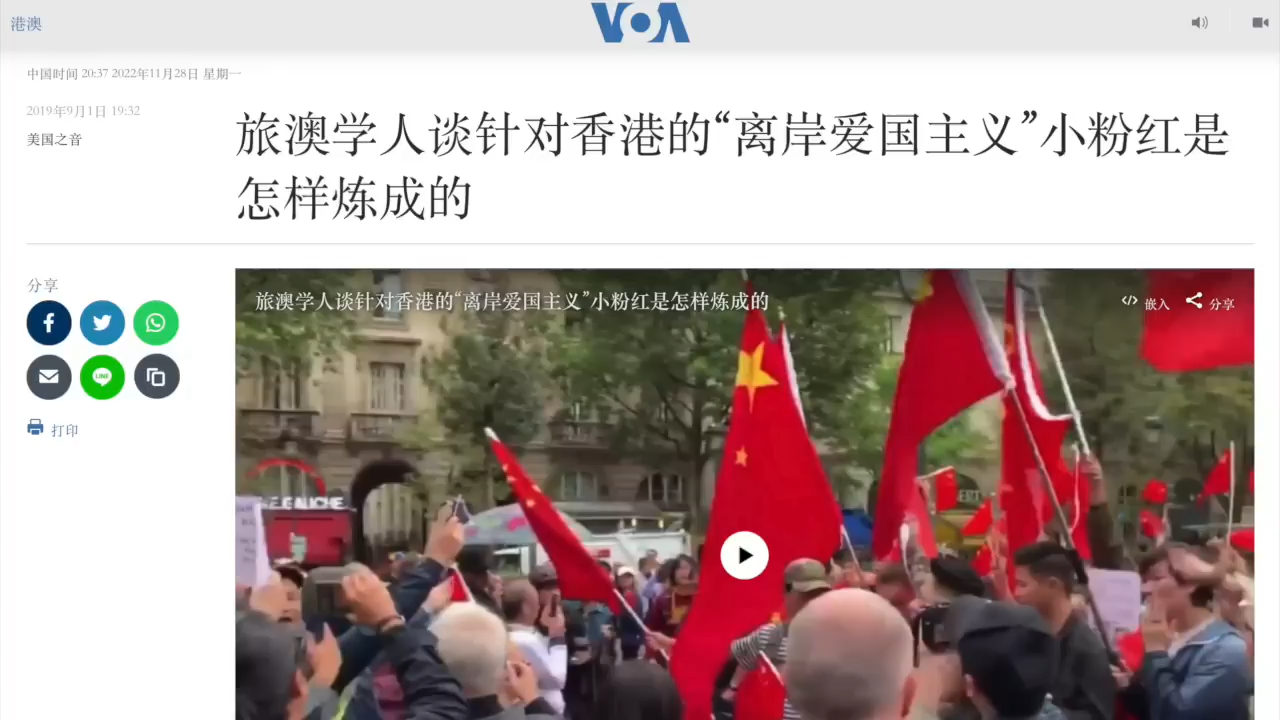 港澳
VOA
中国时间 20:37 2022年11月28日 星期一
2019年9月1日 19:32
美国之音
旅澳学人谈针对香港的“离岸爱国主义”小粉红是
怎样炼成的
分享
LINE
打印
旅澳学人谈针对香港的“离岸爱国主义”小粉红是怎样炼成的
嵌入
分享
GAUCHE